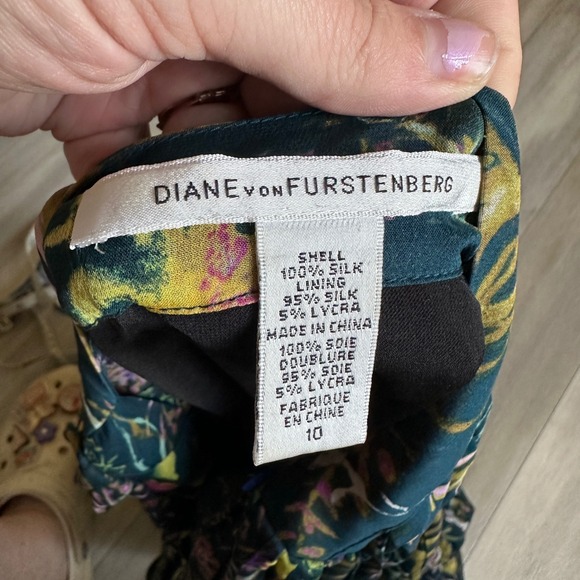 DIANE VON FURSTENBERG
SHELL
100% SILK
LINING
95% SILK
5% LYCRA
MADE IN CHINA
100% SOIE
DOUBLURE
95% SOIE
5% LYCRA
FABRIQUE
EN CHINE
10